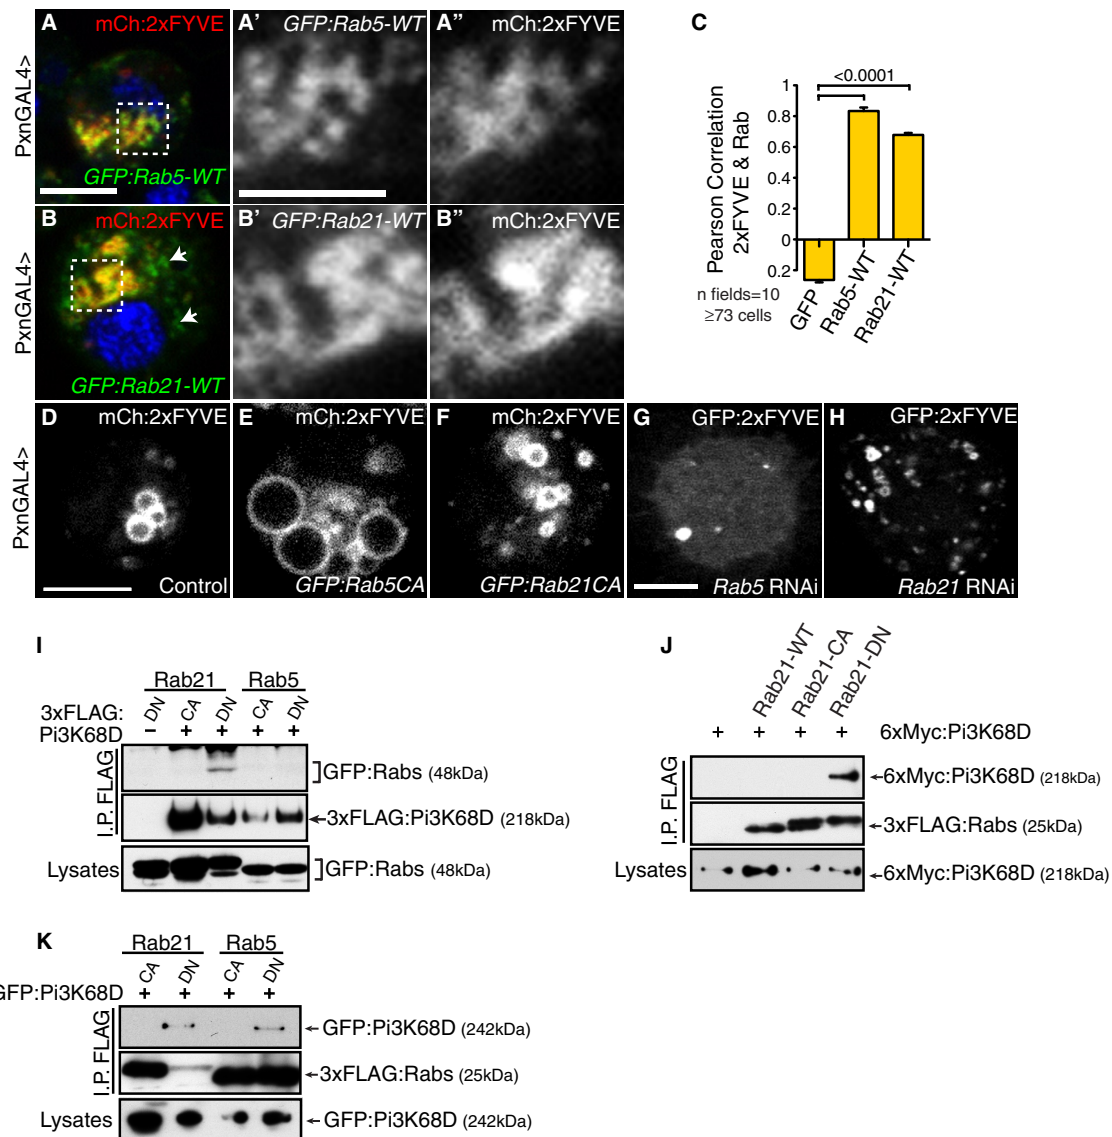 A mCh:2xFYVE
PxnGAL4>
GFP:Rab5-WT
A' GFP:Rab5-WT
A" mCh:2xFYVE
B mCh:2xFYVE
PxnGAL4>
GFP:Rab21-WT
B' GFP:Rab21-WT
B" mCh:2xFYVE
C
<0.0001
Pearson Correlation
2xFYVE & Rab
1
0.8
0.6
0.4
0.2
0
0.2
GFP
Rab5-WT
Rab21-WT
n fields=10
≥73 cells
PxnGAL4>
D mCh:2xFYVE
Control
E mCh:2xFYVE
GFP:Rab5CA
F mCh:2xFYVE
GFP:Rab21CA
G GFP:2xFYVE
Rab5 RNAi
H GFP:2xFYVE
Rab21 RNAi
I
Rab21 Rab5
3xFLAG: DN CA DN CA DN
Pi3K68D – + + + +
I.P. FLAG
GFP:Rabs (48kDa)
3xFLAG:Pi3K68D (218kDa)
Lysates GFP:Rabs (48kDa)
J
Rab21-WT
Rab21-CA
Rab21-DN
+ + + + 6xMyc:Pi3K68D
I.P. FLAG
6xMyc:Pi3K68D (218kDa)
3xFLAG:Rabs (25kDa)
Lysates 6xMyc:Pi3K68D (218kDa)
K
Rab21 Rab5
CA DN CA DN
GFP:Pi3K68D + + + +
I.P. FLAG
GFP:Pi3K68D (242kDa)
3xFLAG:Rabs (25kDa)
Lysates GFP:Pi3K68D (242kDa)